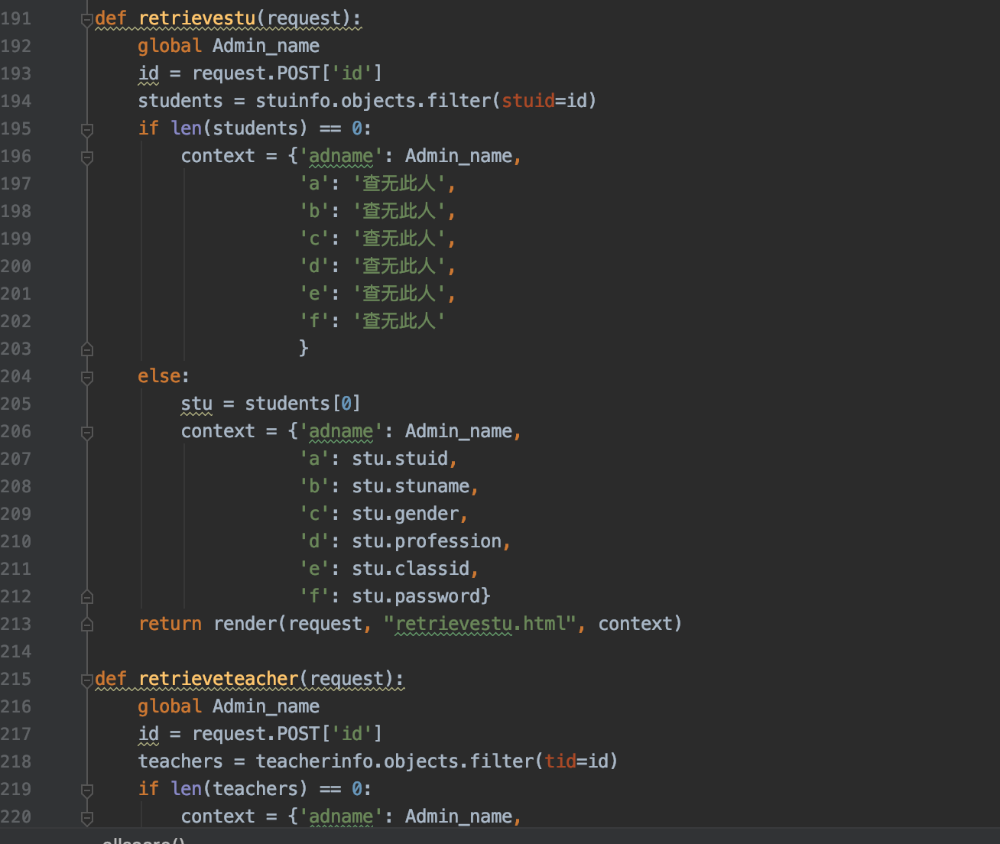 191 def retrievestu(request):
192 global Admin_name
193 id = request.POST['id']
194 students = stuinfo.objects.filter(stuid=id)
195 if len(students) == 0:
196 context = {'adname': Admin_name,
197 'a': '查无此人',
198 'b': '查无此人',
199 'c': '查无此人',
200 'd': '查无此人',
201 'e': '查无此人',
202 'f': '查无此人'
203 }
204 else:
205 stu = students[0]
206 context = {'adname': Admin_name,
207 'a': stu.stuid,
208 'b': stu.stuname,
209 'c': stu.gender,
210 'd': stu.profession,
211 'e': stu.classid,
212 'f': stu.password}
213 return render(request, "retrievestu.html", context)
214
215 def retrieveteacher(request):
216 global Admin_name
217 id = request.POST['id']
218 teachers = teacherinfo.objects.filter(tid=id)
219 if len(teachers) == 0:
220 context = {'adname': Admin_name,